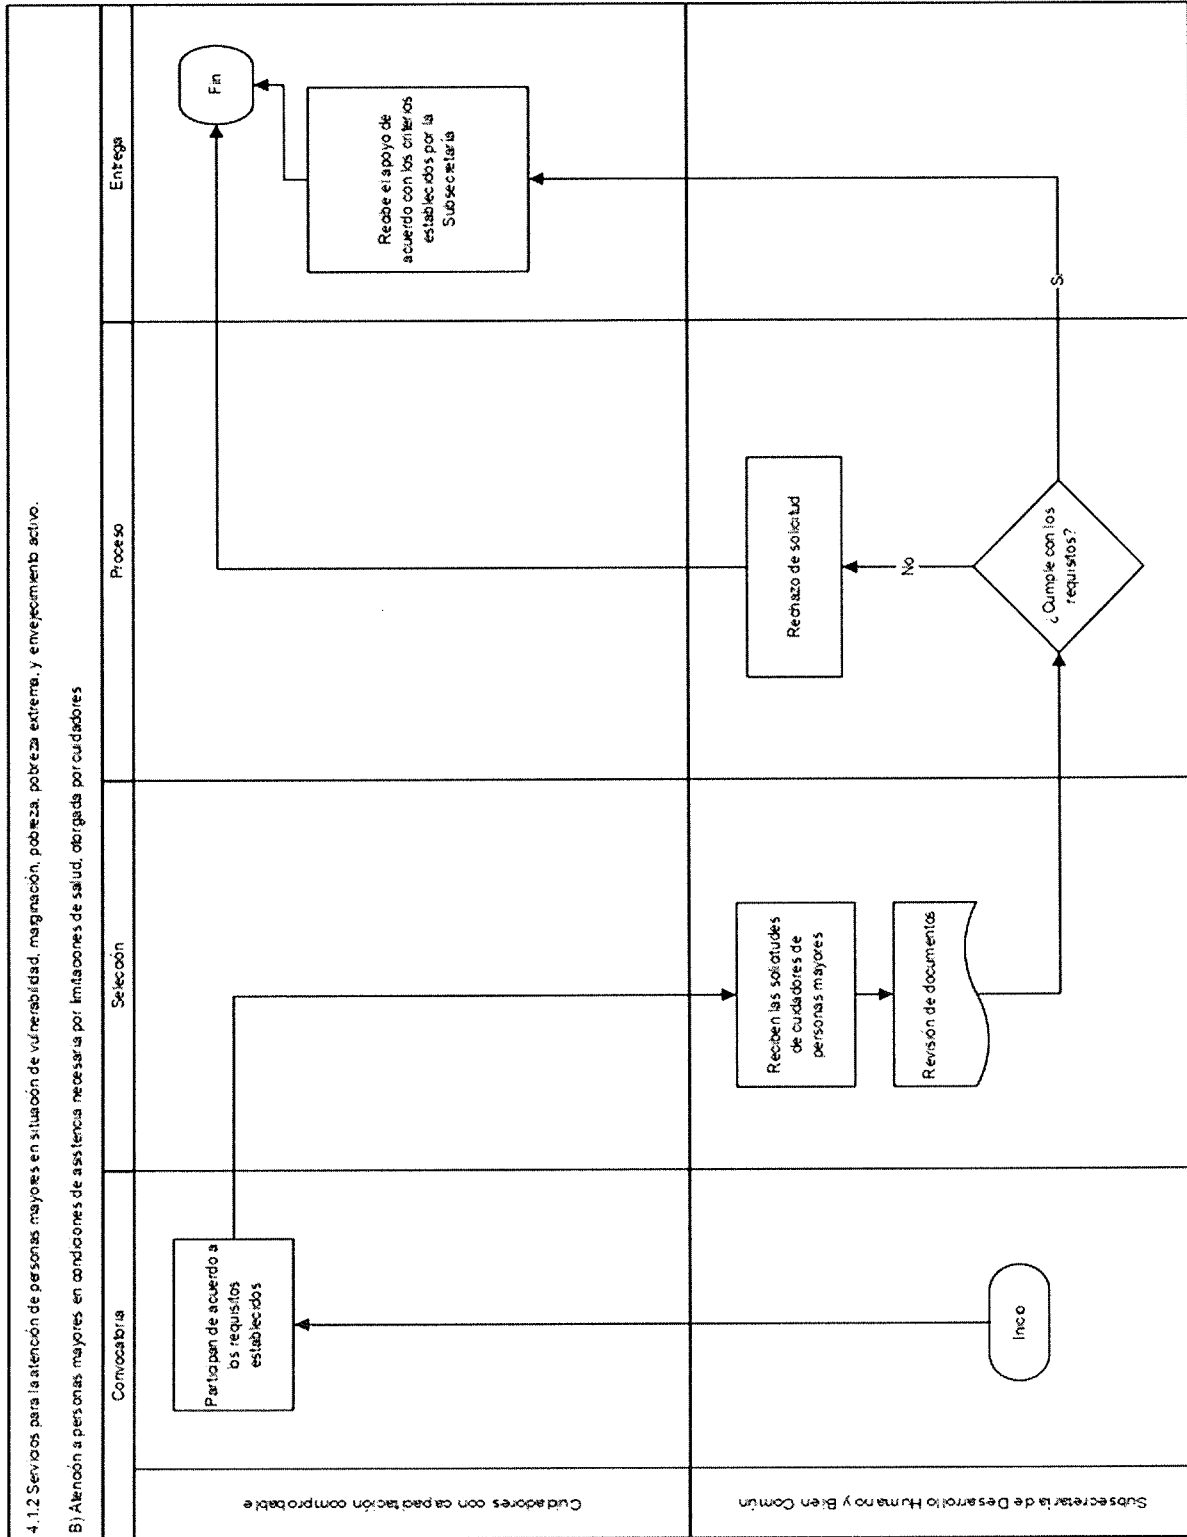 4.1.2 Servicios para la atención de personas mayores en situación de vulnerabilidad, marginación, pobreza, pobreza extrema, y envejecimiento activo.
B) Atención a personas mayores en condiciones de asistencia necesaria por limitaciones de salud, otorgada por cuidadores
Convocatoria
Selección
Proceso
Entrega
Cuidadores con capacitación comprobable
Participan de acuerdo a
los requisitos
establecidos
Recibe el apoyo de
acuerdo con los criterios
establecidos por la
Subsecretaría
Fin
Subsecretaría de Desarrollo Humano y Bien Común
Inicio
Reciben las solicitudes
de cuidadores de
personas mayores
Revisión de documentos
Rechazo de solicitud
No
¿Cumple con los
requisitos?
Si